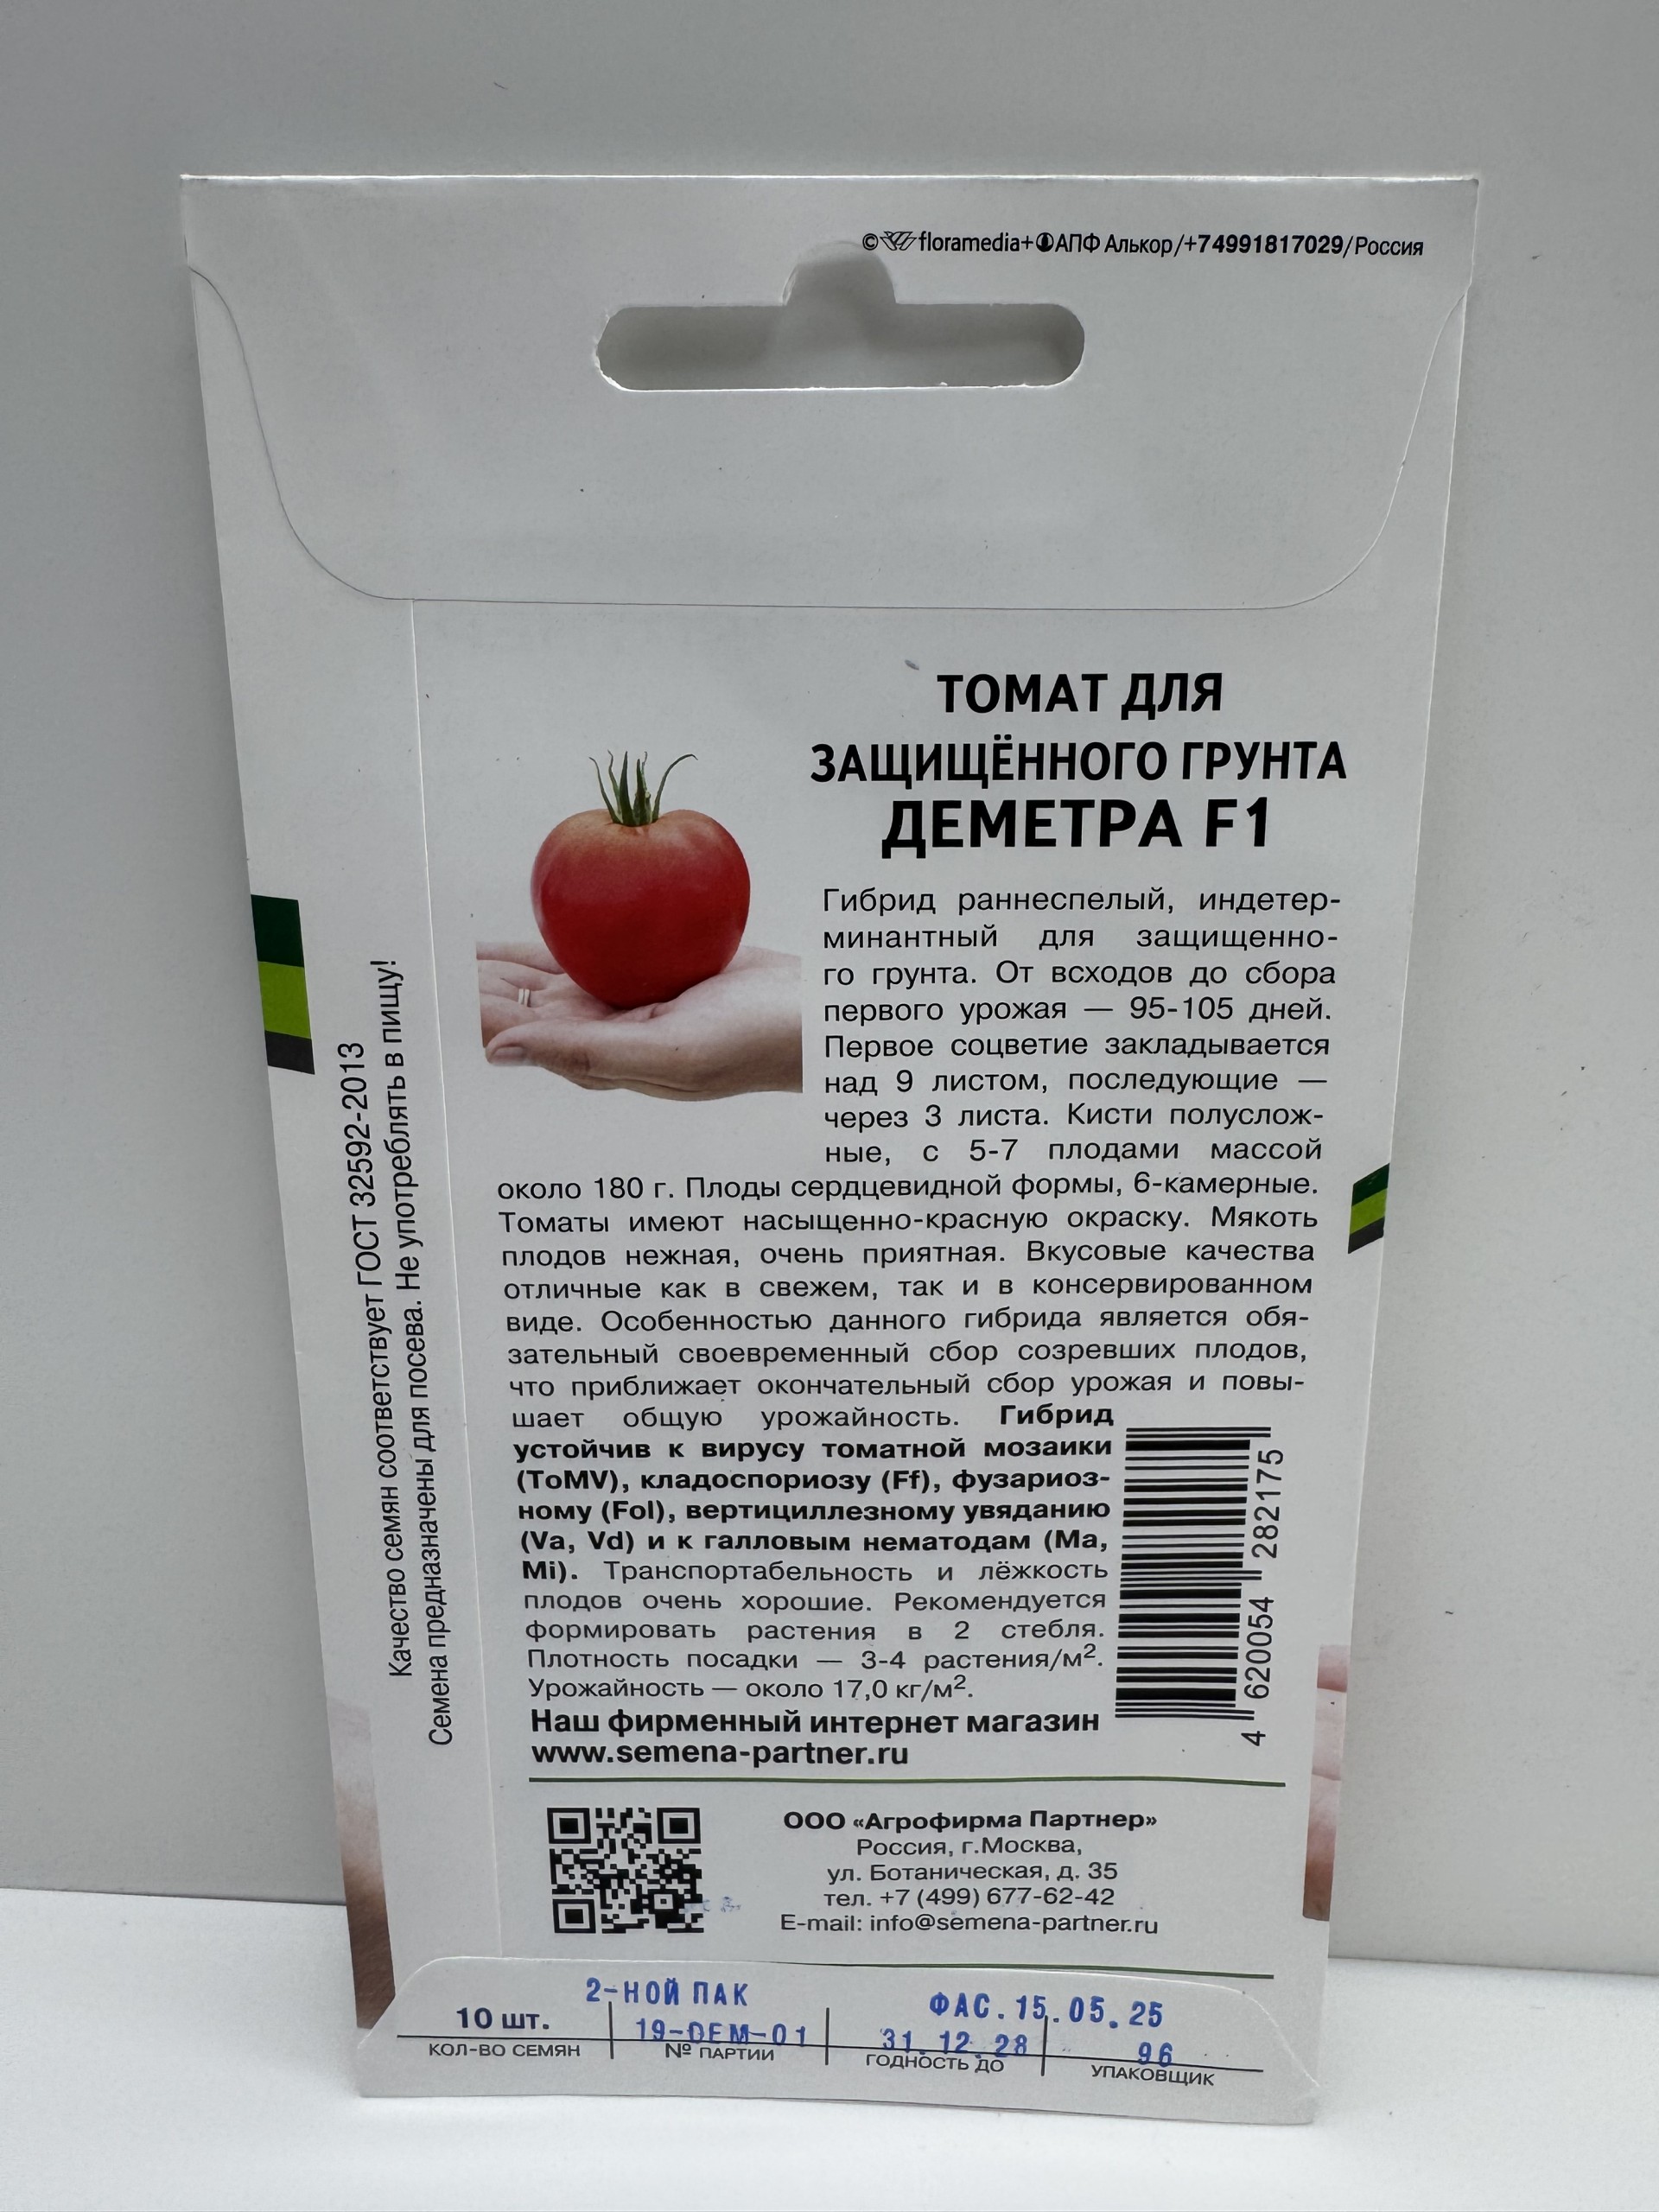 © floramedia+ АПФ Алькор/+74991817029/Россия
ТОМАТ ДЛЯ
ЗАЩИЩЁННОГО ГРУНТА
ДЕМЕТРА F1
Гибрид раннеспелый, индетер-
минантный для защищенно-
го грунта. От всходов до сбора
первого урожая — 95-105 дней.
Первое соцветие закладывается
над 9 листом, последующие —
через 3 листа. Кисти полуслож-
ные, с 5-7 плодами массой
около 180 г. Плоды сердцевидной формы, 6-камерные.
Томаты имеют насыщенно-красную окраску. Мякоть
плодов нежная, очень приятная. Вкусовые качества
отличные как в свежем, так и в консервированном
виде. Особенностью данного гибрида является обя-
зательный своевременный сбор созревших плодов,
что приближает окончательный сбор урожая и повы-
шает общую урожайность. Гибрид
устойчив к вирусу томатной мозаики
(ToMV), кладоспориозу (Ff), фузариоз-
ному (Fol), вертициллезному увяданию
(Va, Vd) и к галловым нематодам (Ma,
Mi). Транспортабельность и лёжкость
плодов очень хорошие. Рекомендуется
формировать растения в 2 стебля.
Плотность посадки — 3-4 растения/м².
Урожайность — около 17,0 кг/м².
Наш фирменный интернет магазин
www.semena-partner.ru
4 620054 282175
Качество семян соответствует ГОСТ 32592-2013
Семена предназначены для посева. Не употреблять в пищу!
ООО «Агрофирма Партнер»
Россия, г.Москва,
ул. Ботаническая, д. 35
тел. +7 (499) 677-62-42
E-mail: info@semena-partner.ru
2-НОЙ ПАК ФАС.15.05.25
10 шт. 19-DEM-01 31.12.28 96
КОЛ-ВО СЕМЯН № ПАРТИИ ГОДНОСТЬ ДО УПАКОВЩИК